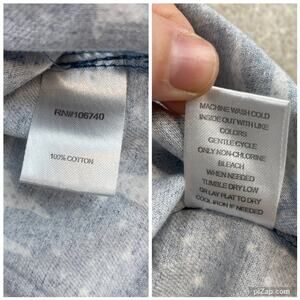 RN#106740
100% COTTON
MACHINE WASH COLD
INSIDE OUT WITH LIKE
COLORS
GENTLE CYCLE
ONLY NON-CHLORINE
BLEACH
WHEN NEEDED
TUMBLE DRY LOW
OR LAY FLAT TO DRY
COOL IRON IF NEEDED
piZap.com